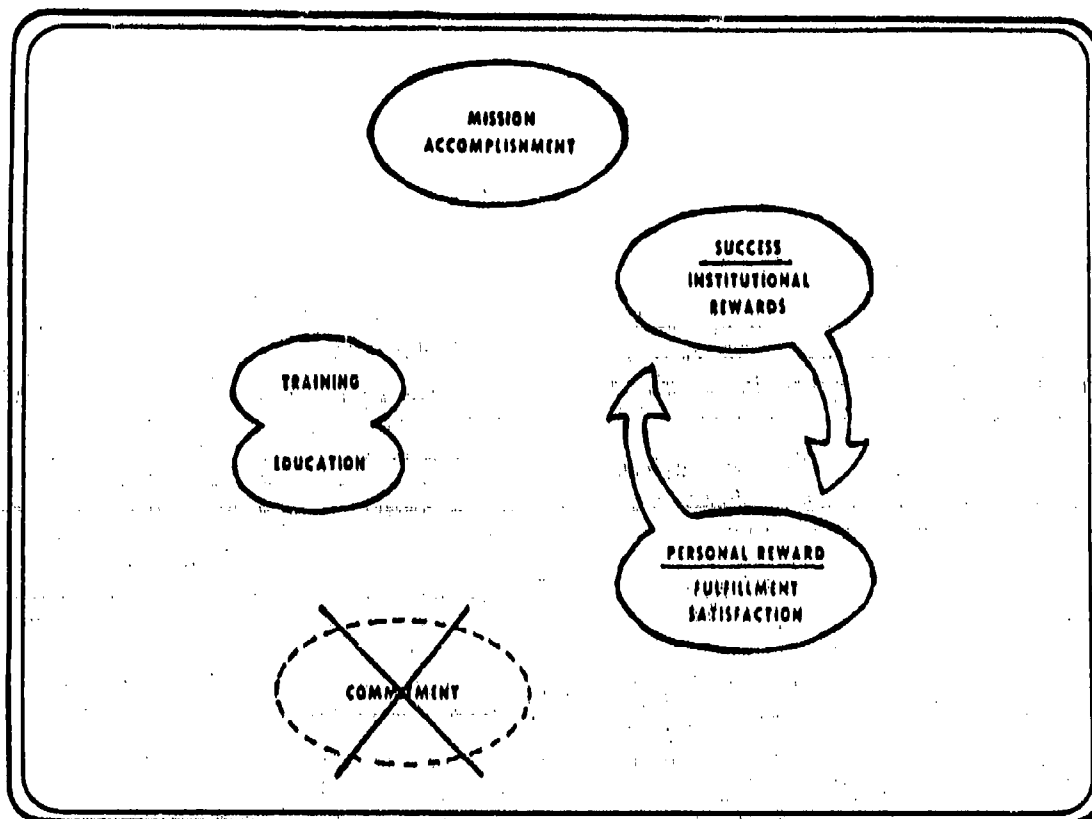 MISSION
ACCOMPLISHMENT
SUCCESS
INSTITUTIONAL
REWARDS
TRAINING
EDUCATION
PERSONAL REWARD
FULFILLMENT
SATISFACTION
COMMITMENT